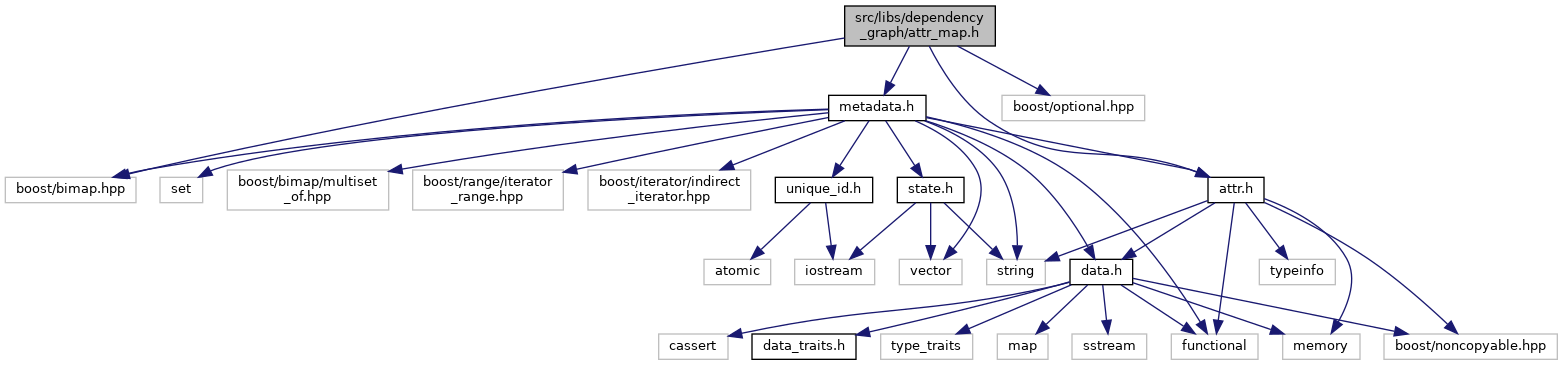 src/libs/dependency
_graph/attr_map.h
metadata.h
boost/optional.hpp
boost/bimap.hpp
set
boost/bimap/multiset
_of.hpp
boost/range/iterator
_range.hpp
boost/iterator/indirect
_iterator.hpp
unique_id.h
state.h
attr.h
atomic
iostream
vector
string
data.h
typeinfo
cassert
data_traits.h
type_traits
map
sstream
functional
memory
boost/noncopyable.hpp